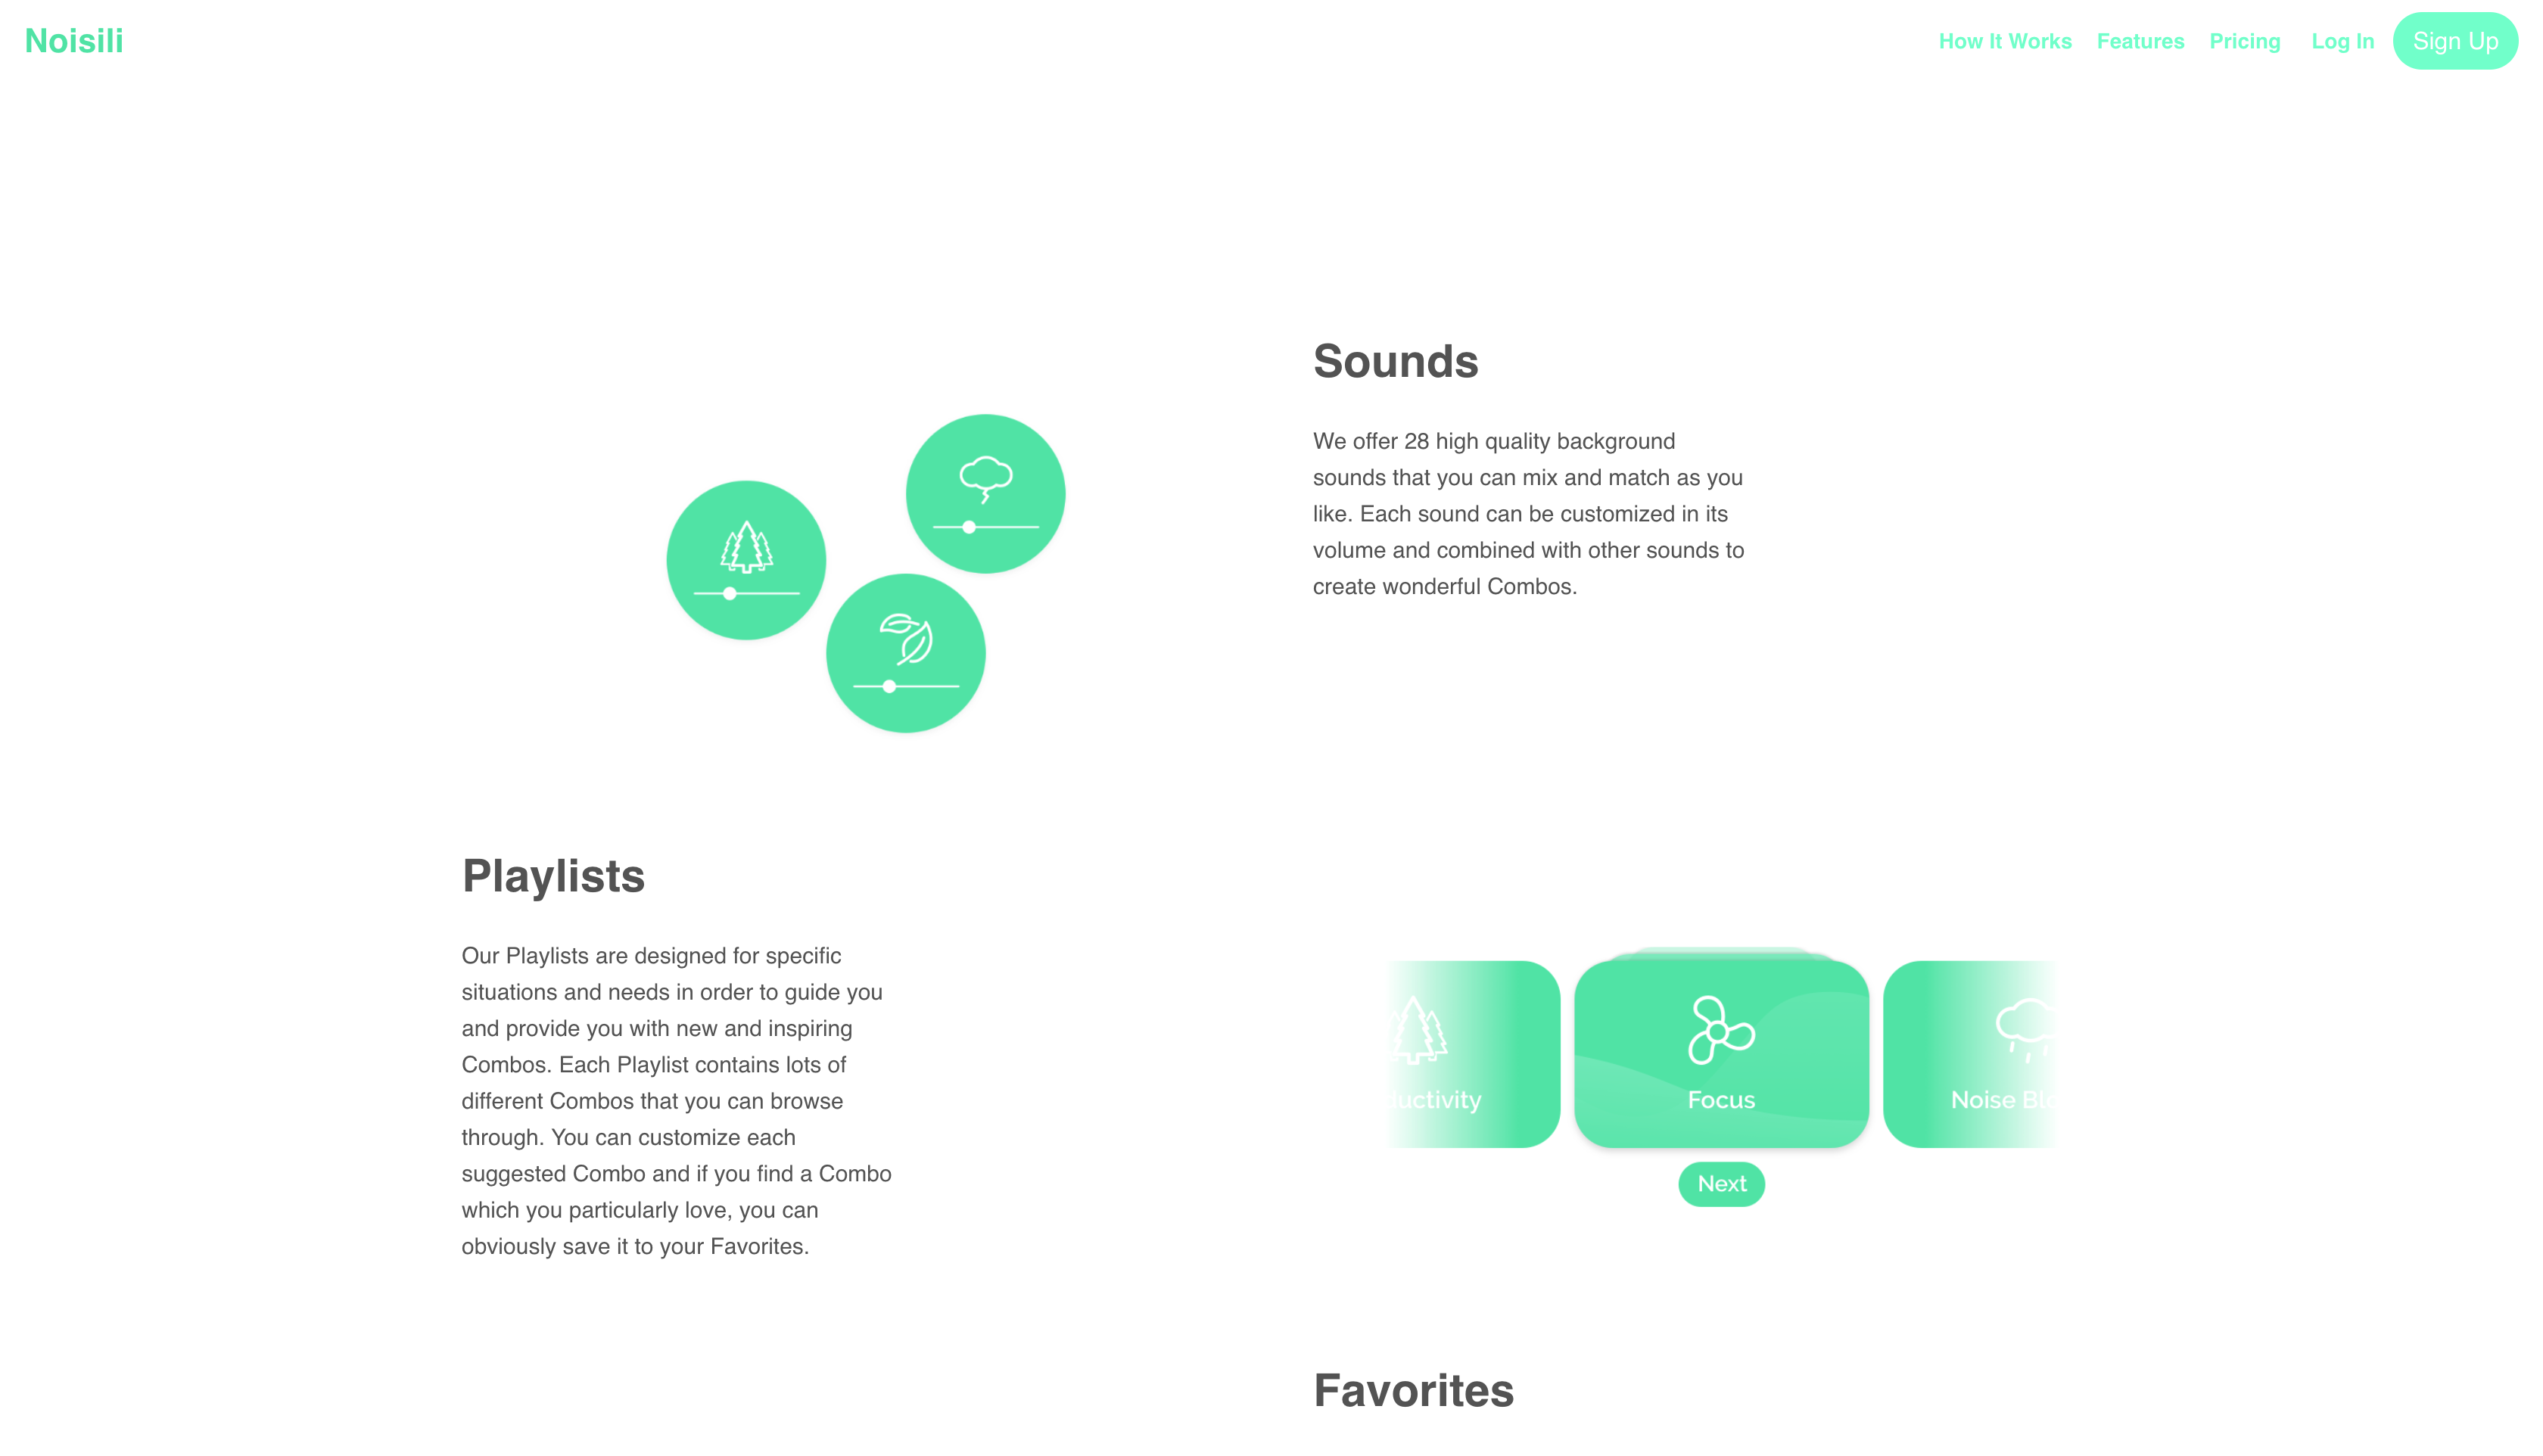 Noisili
How It Works
Features
Pricing
Log In
Sign Up
Sounds
We offer 28 high quality background
sounds that you can mix and match as you
like. Each sound can be customized in its
volume and combined with other sounds to
create wonderful Combos.
Playlists
Our Playlists are designed for specific
situations and needs in order to guide you
and provide you with new and inspiring
Combos. Each Playlist contains lots of
different Combos that you can browse
through. You can customize each
suggested Combo and if you find a Combo
which you particularly love, you can
obviously save it to your Favorites.
Focus
Noise
Next
Favorites